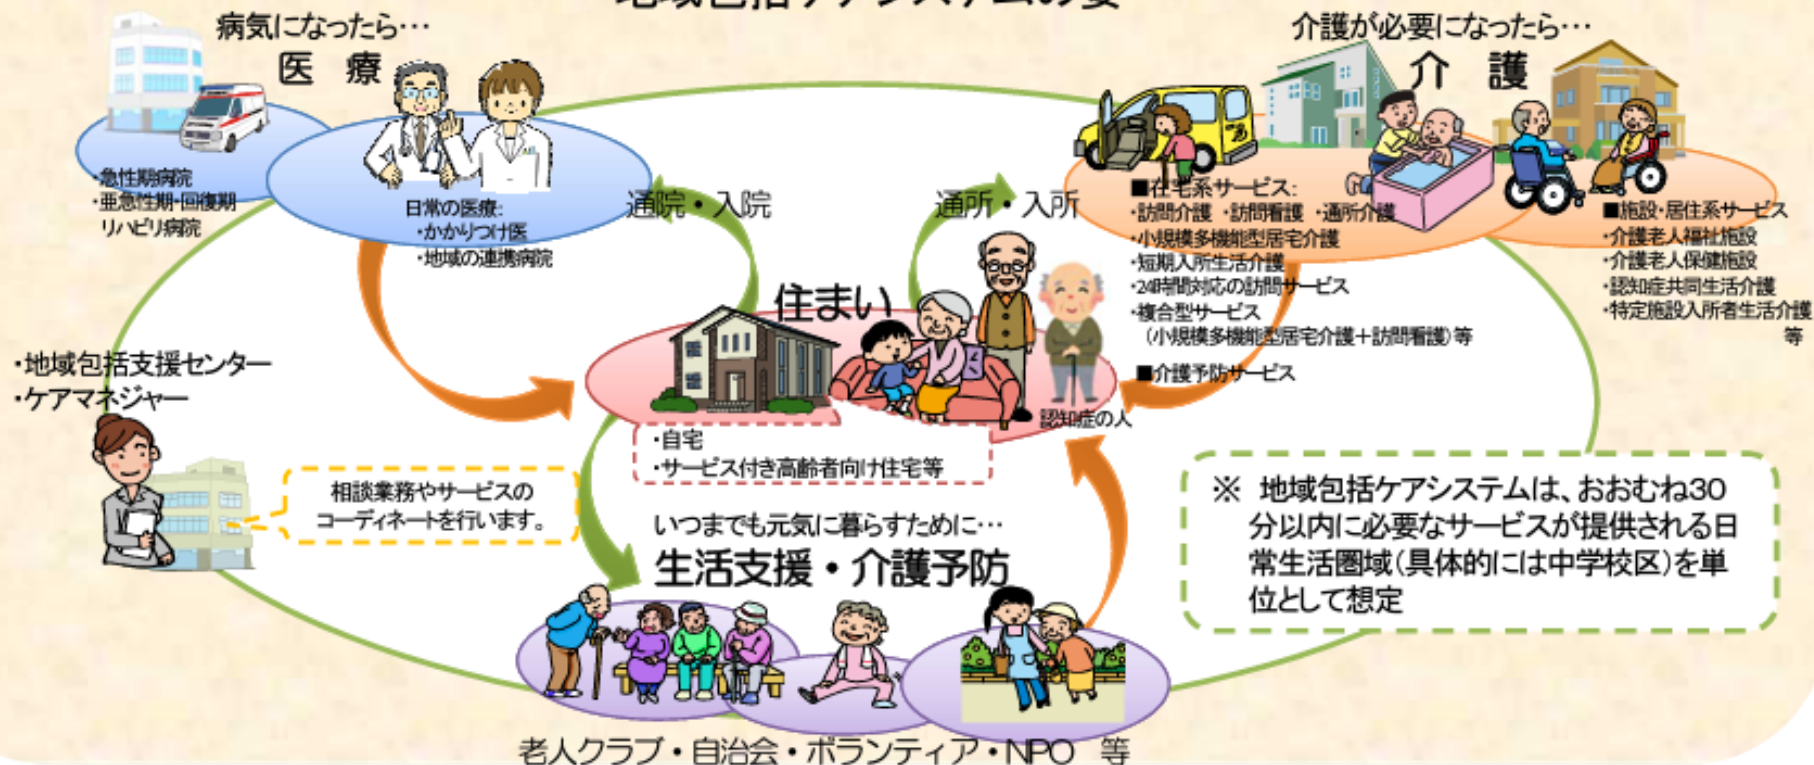 地域包括ケアシステムの姿
病気になったら…
医 療
介護が必要になったら…
介 護
・急性期病院
・亜急性期・回復期
リハビリ病院
日常の医療:
・かかりつけ医
・地域の連携病院
通院・入院
通所・入所
■在宅系サービス:
・訪問介護 ・訪問看護 ・通所介護
・小規模多機能型居宅介護
・短期入所生活介護
・24時間対応の訪問サービス
・複合型サービス
(小規模多機能型居宅介護+訪問看護)等
■介護予防サービス
■施設・居住系サービス
・介護老人福祉施設
・介護老人保健施設
・認知症共同生活介護
・特定施設入所者生活介護
等
住まい
認知症の人
・自宅
・サービス付き高齢者向け住宅等
・地域包括支援センター
・ケアマネジャー
相談業務やサービスの
コーディネートを行います。
いつまでも元気に暮らすために…
生活支援・介護予防
※ 地域包括ケアシステムは、おおむね30
分以内に必要なサービスが提供される日
常生活圏域(具体的には中学校区)を単
位として想定
老人クラブ・自治会・ボランティア・NPO 等